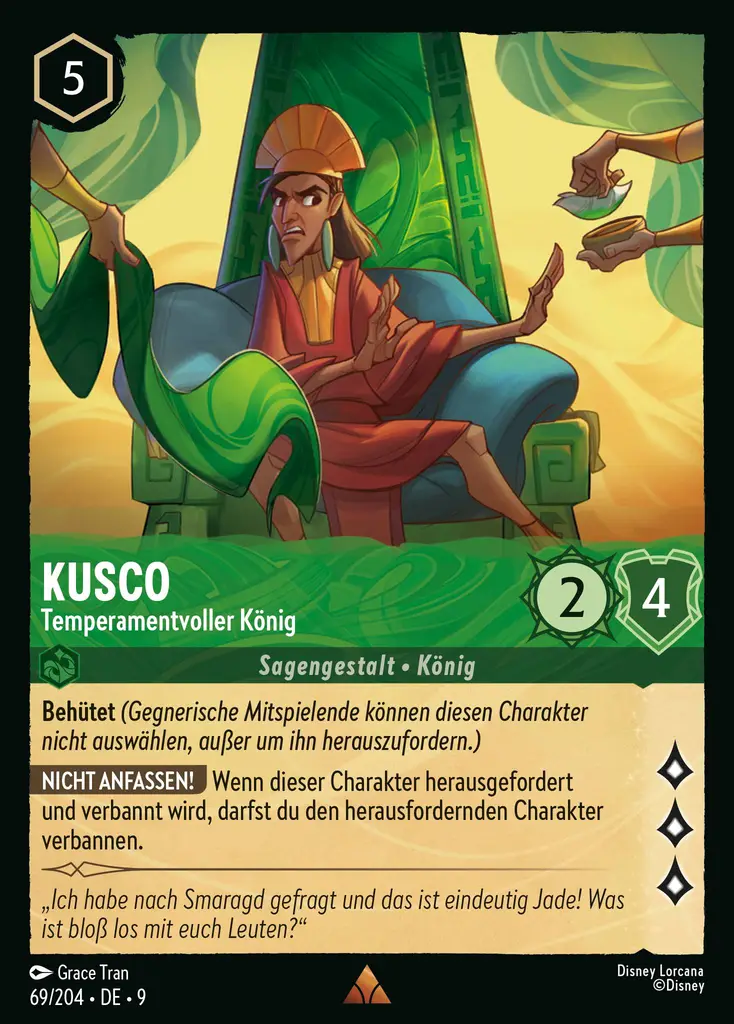 5
KUSCO
Temperamentvoller König
2
4
Sagengestalt • König
Behütet (Gegnerische Mitspielende können diesen Charakter
nicht auswählen, außer um ihn herauszufordern.)
NICHT ANFASSEN! Wenn dieser Charakter herausgefordert
und verbannt wird, darfst du den herausfordernden Charakter
verbannen.
„Ich habe nach Smaragd gefragt und das ist eindeutig Jade! Was
ist bloß los mit euch Leuten?“
Grace Tran
69/204 • DE • 9
Disney Lorcana
©Disney